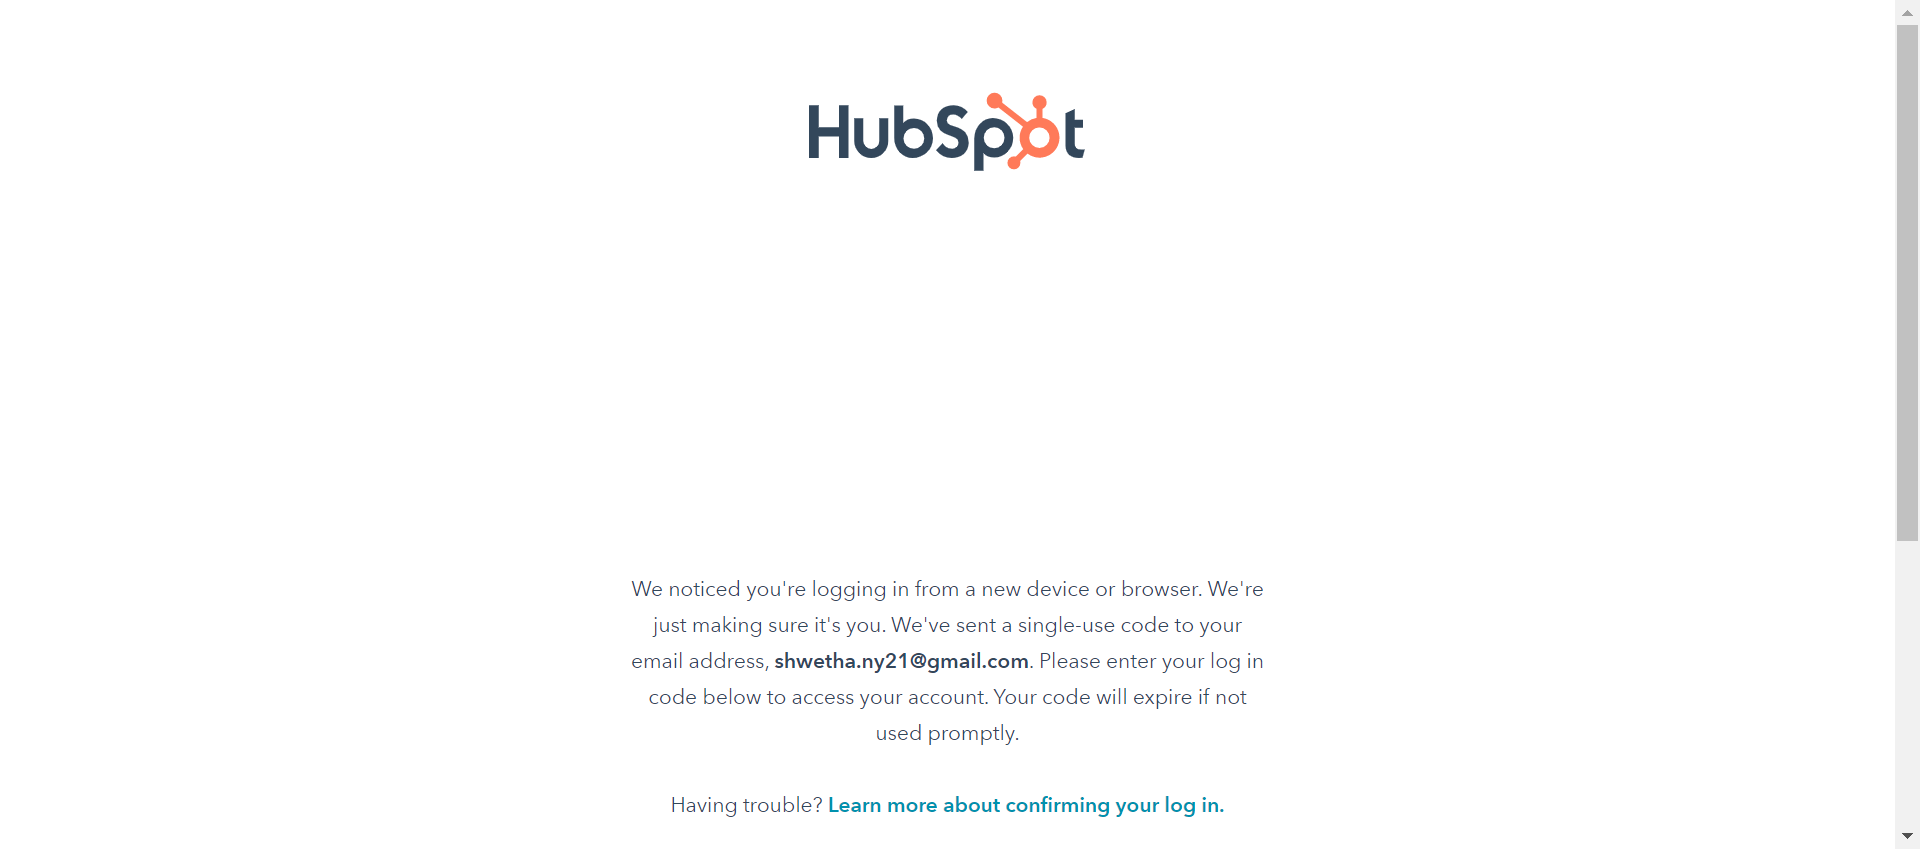 HubSpot
We noticed you're logging in from a new device or browser. We're
just making sure it's you. We've sent a single-use code to your
email address, shwetha.ny21@gmail.com. Please enter your log in
code below to access your account. Your code will expire if not
used promptly.
Having trouble? Learn more about confirming your log in.